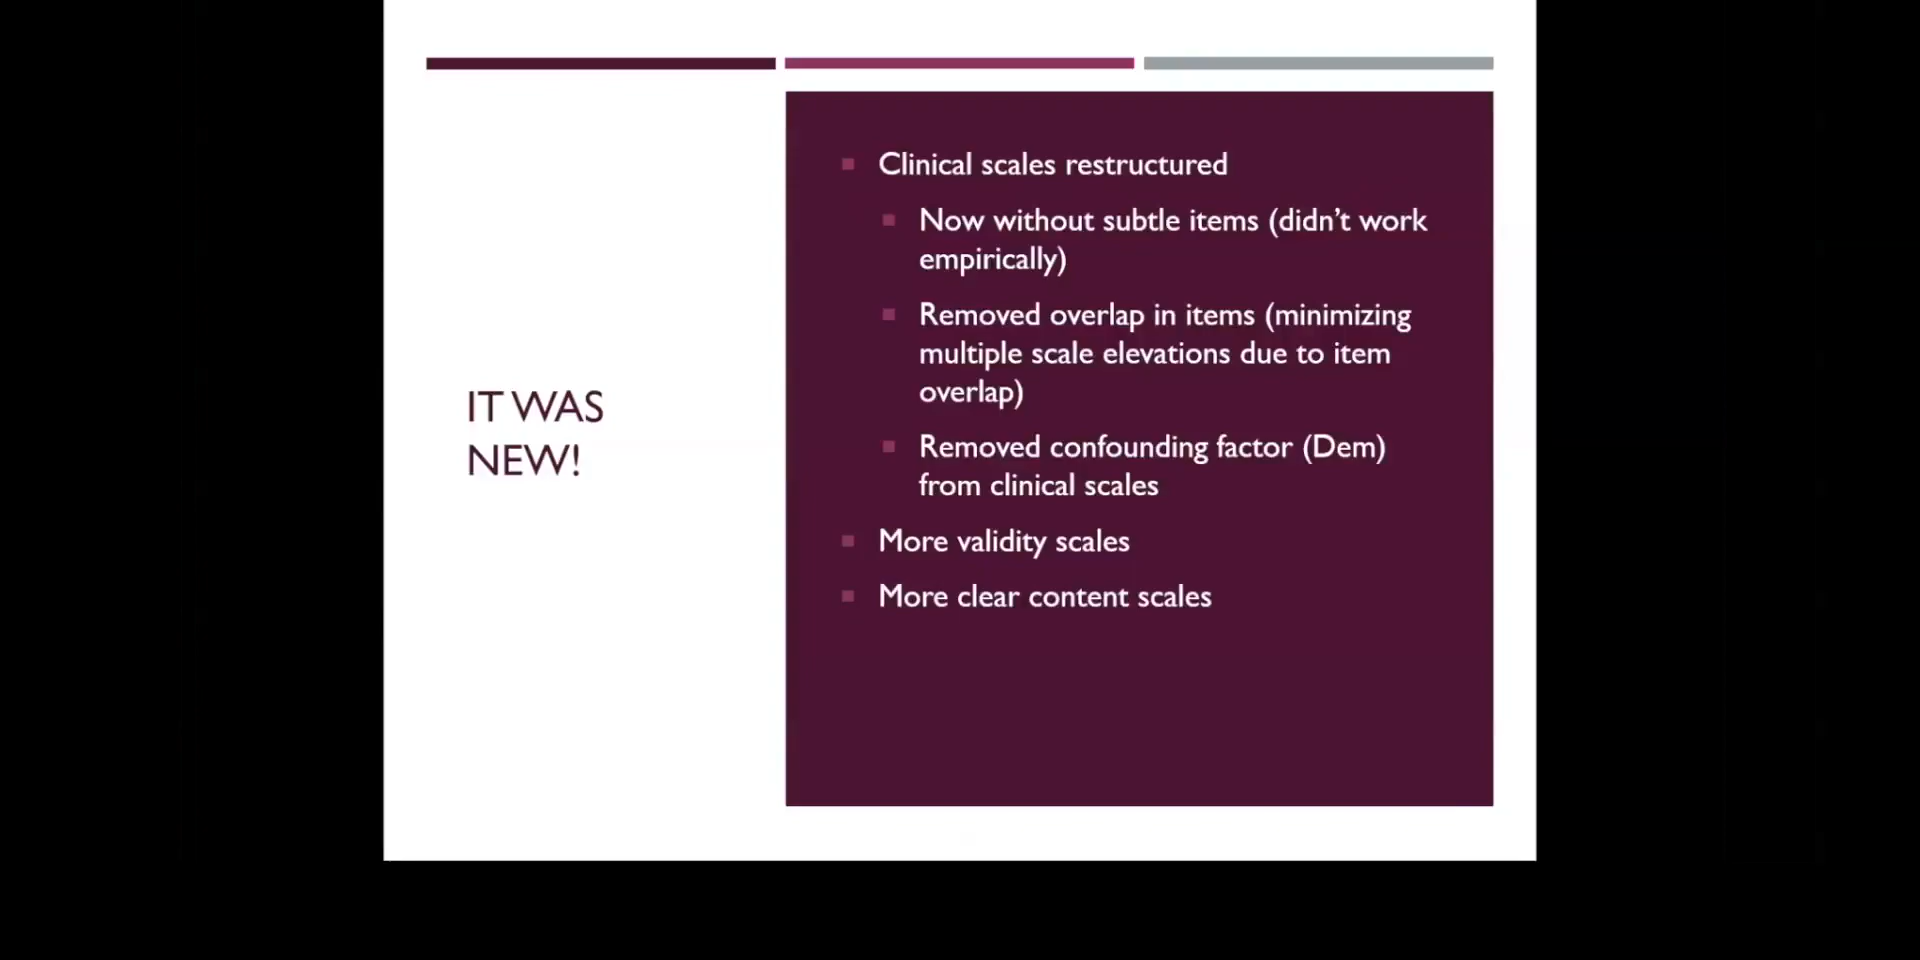 IT WAS
NEW!
Clinical scales restructured
Now without subtle items (didn’t work
empirically)
Removed overlap in items (minimizing
multiple scale elevations due to item
overlap)
Removed confounding factor (Dem)
from clinical scales
More validity scales
More clear content scales